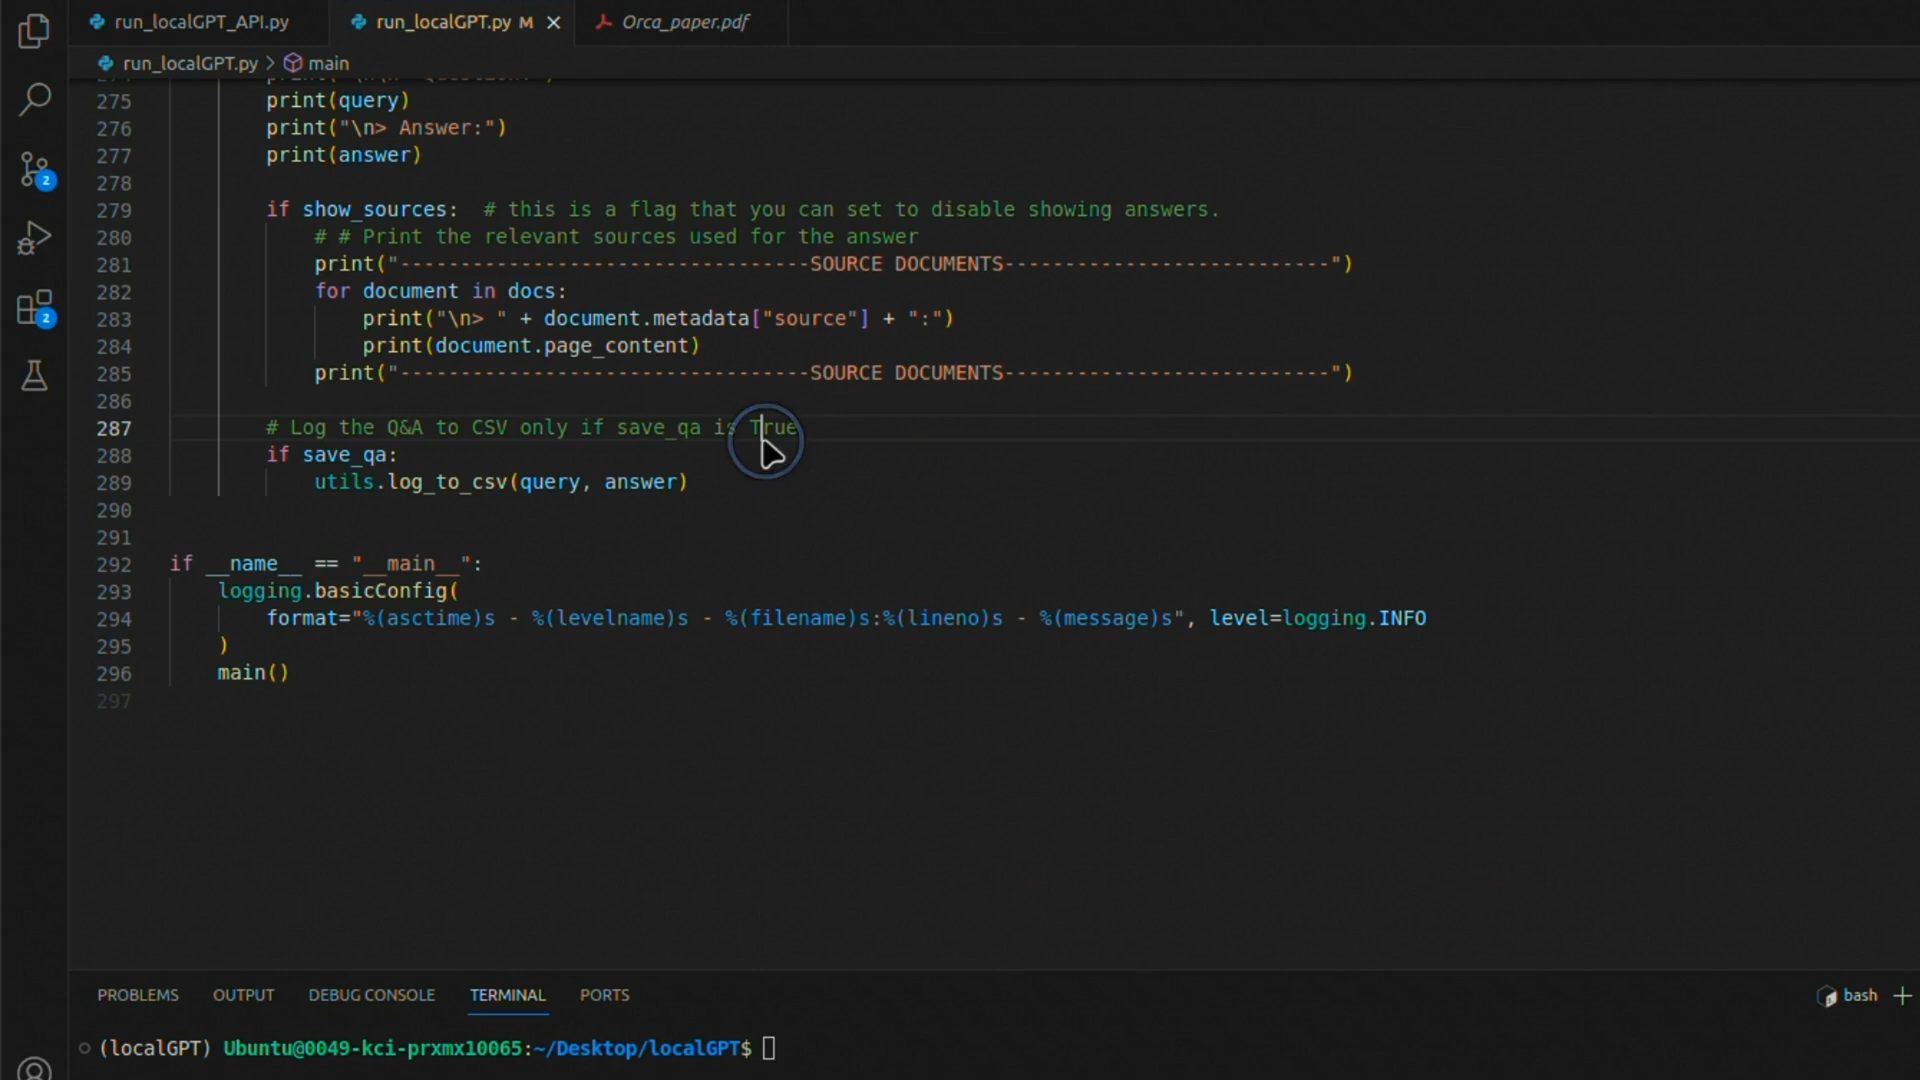 run_localGPT_API.py
run_localGPT.py M
Orca_paper.pdf
run_localGPT.py > main
275 print(query)
276 print("\n> Answer:")
277 print(answer)
278
279 if show_sources:  # this is a flag that you can set to disable showing answers.
280 # # Print the relevant sources used for the answer
281 print("----------------------------------SOURCE DOCUMENTS---------------------------")
282 for document in docs:
283 print("\n> " + document.metadata["source"] + ":")
284 print(document.page_content)
285 print("----------------------------------SOURCE DOCUMENTS---------------------------")
286
287 # Log the Q&A to CSV only if save_qa is True
288 if save_qa:
289 utils.log_to_csv(query, answer)
290
291
292 if __name__ == "__main__":
293 logging.basicConfig(
294 format="%(asctime)s - %(levelname)s - %(filename)s:%(lineno)s - %(message)s", level=logging.INFO
295 )
296 main()
297
2
2
PROBLEMS OUTPUT DEBUG CONSOLE TERMINAL PORTS
bash
(localGPT) Ubuntu@0049-kci-prxmx10065:~/Desktop/localGPT$